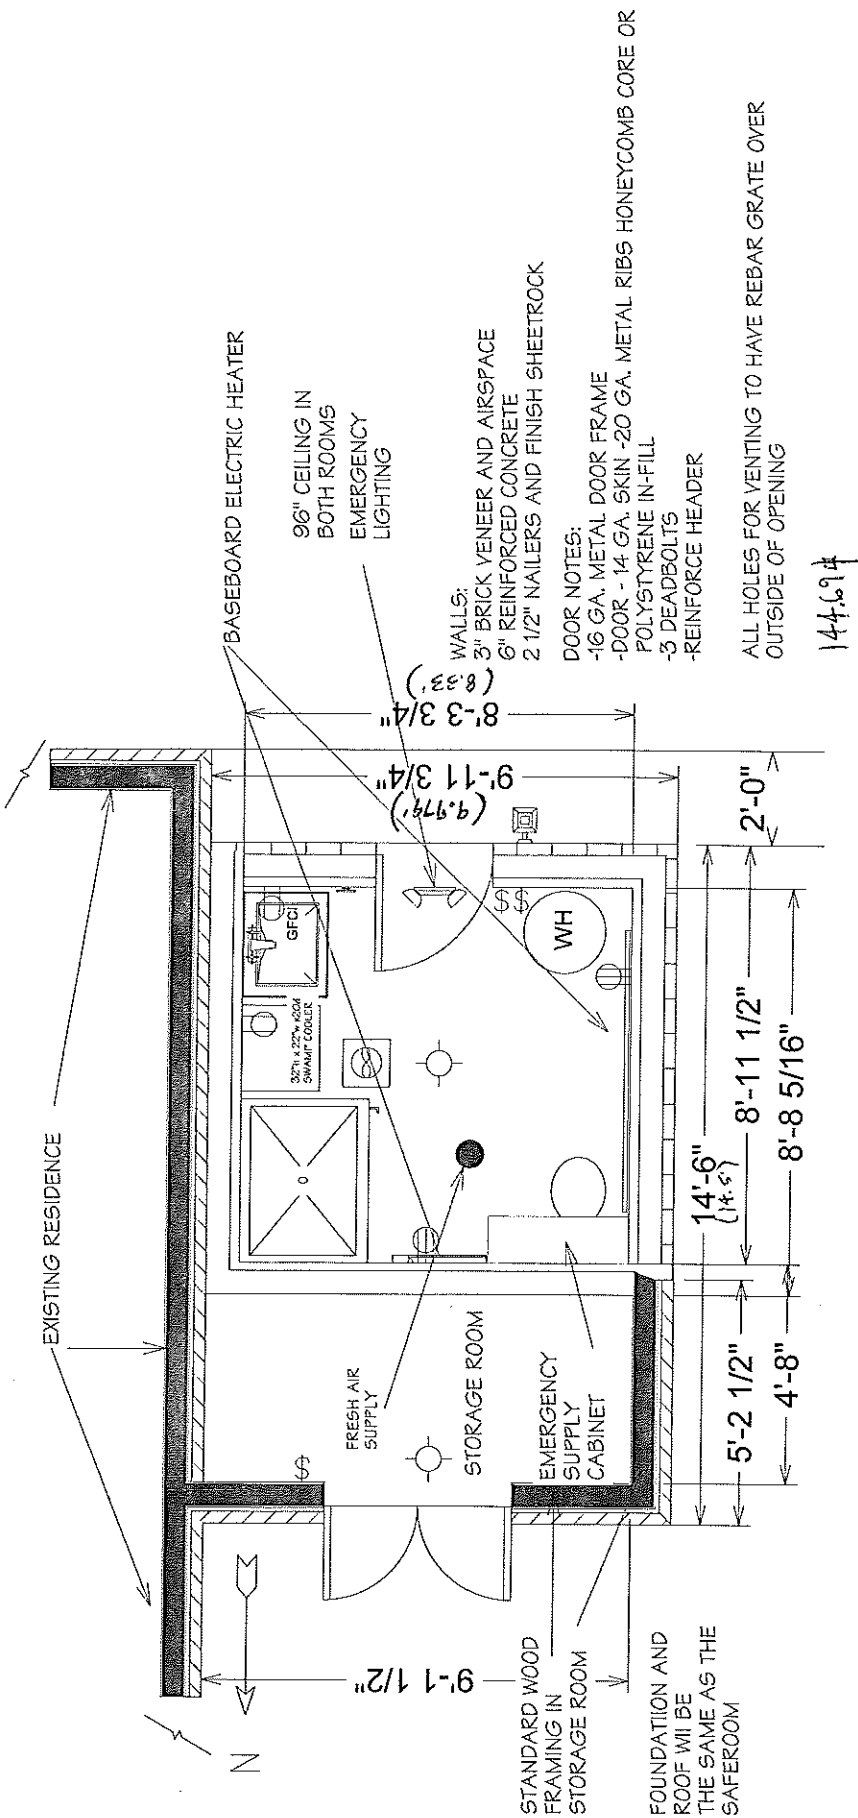 EXISTING RESIDENCE
BASEBOARD ELECTRIC HEATER
96" CEILING IN
BOTH ROOMS
EMERGENCY
LIGHTING
WALLS:
3" BRICK VENEER AND AIRSPACE
6" REINFORCED CONCRETE
2 1/2" NAILERS AND FINISH SHEETROCK
DOOR NOTES:
-16 GA. METAL DOOR FRAME
-DOOR - 14 GA. SKIN -20 GA. METAL RIBS HONEYCOMB CORE OR
POLYSTYRENE IN-FILL
-3 DEADBOLTS
-REINFORCE HEADER
ALL HOLES FOR VENTING TO HAVE REBAR GRATE OVER
OUTSIDE OF OPENING
144.694
8'-3 3/4"
(8.33')
9'-11 3/4"
(9.979')
2'-0"
GFCI
SWAMP COOLER
$$
WH
$
FRESH AIR
SUPPLY
STORAGE ROOM
EMERGENCY
SUPPLY
CABINET
14'-6"
(14.5')
8'-11 1/2"
8'-8 5/16"
5'-2 1/2"
4'-8"
N
9'-1 1/2"
STANDARD WOOD
FRAMING IN
STORAGE ROOM
FOUNDATION AND
ROOF WII BE
THE SAME AS THE
SAFEROOM